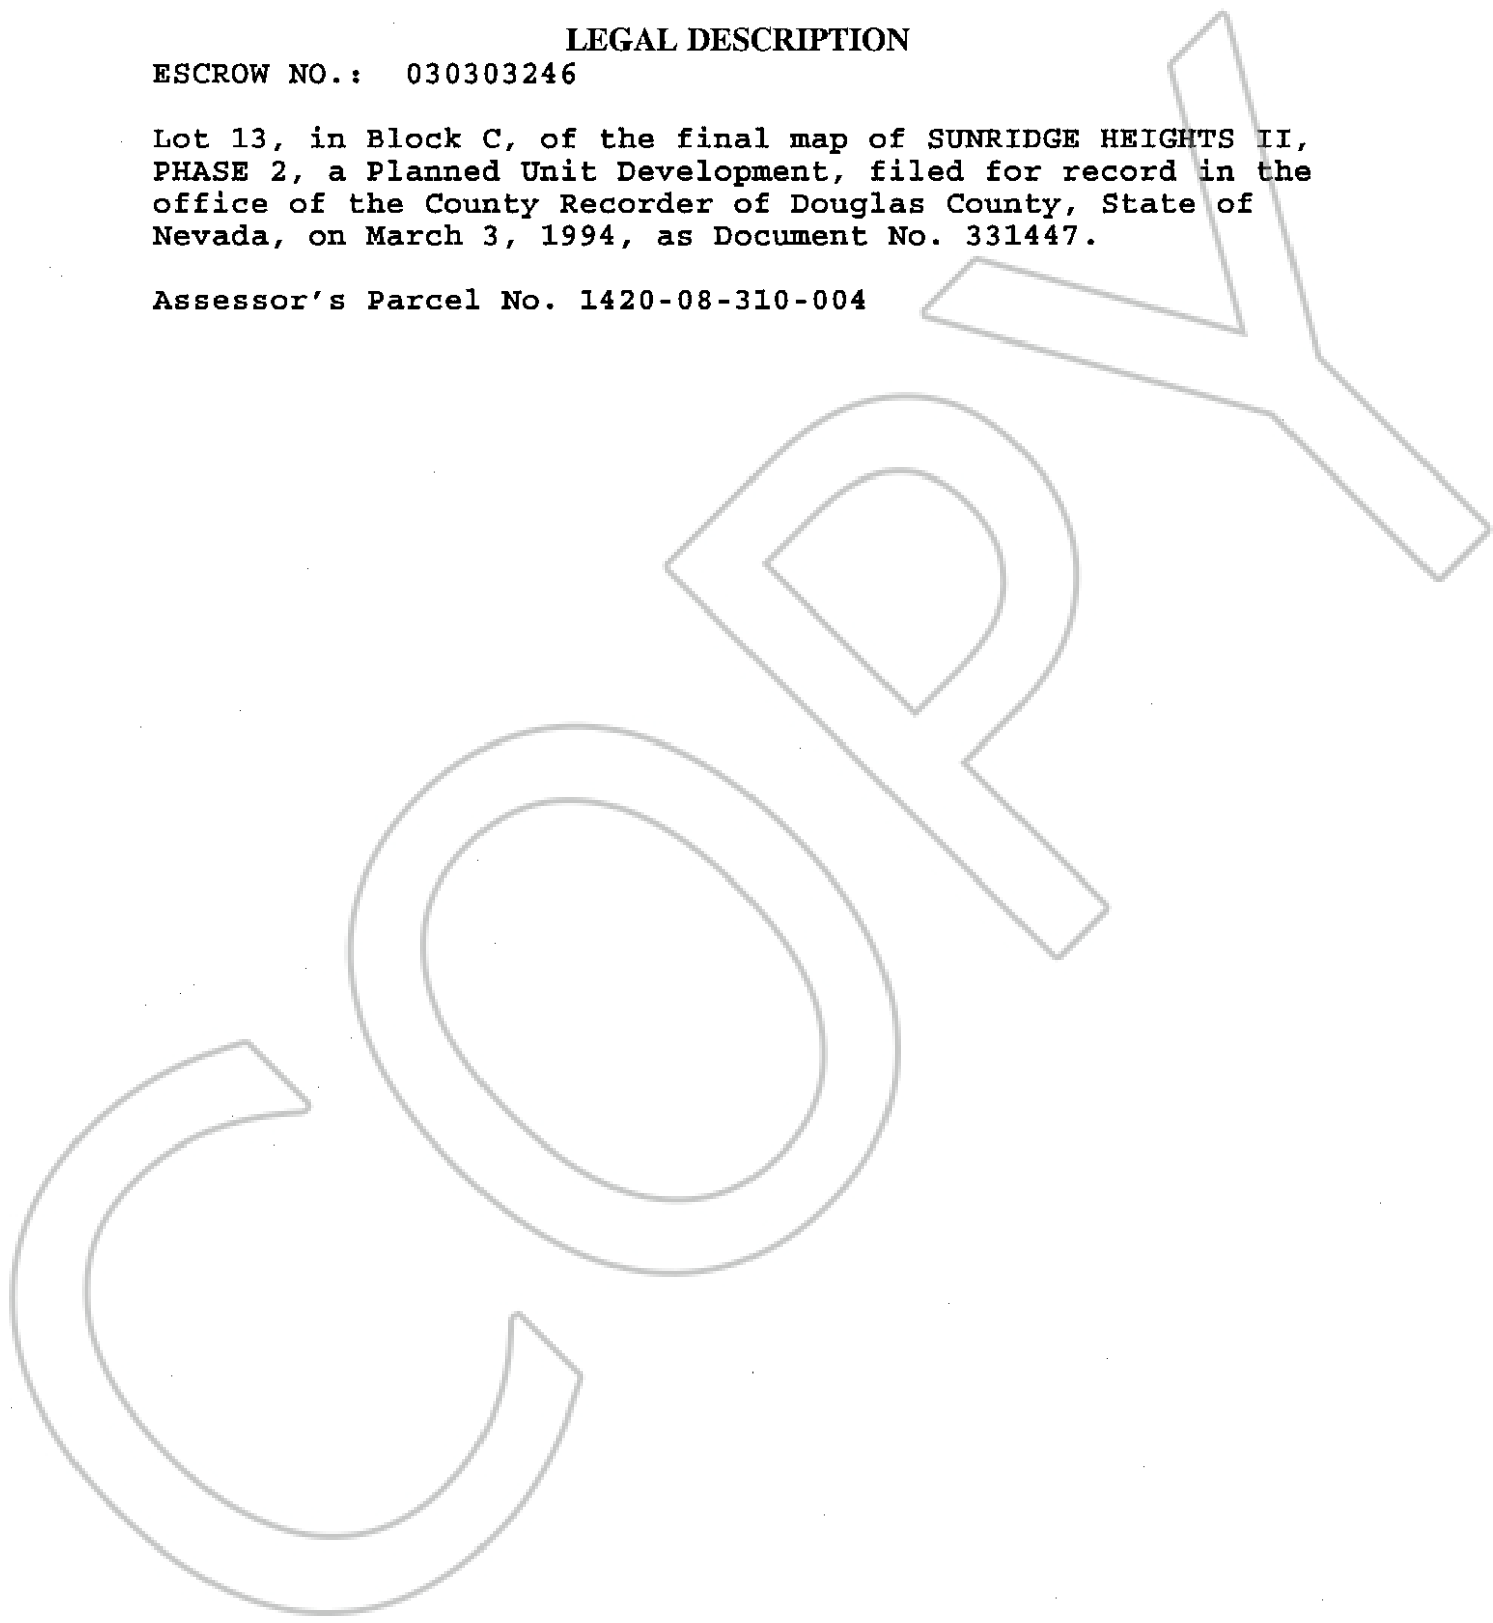 LEGAL DESCRIPTION
ESCROW NO.: 030303246
Lot 13, in Block C, of the final map of SUNRIDGE HEIGHTS II,
PHASE 2, a Planned Unit Development, filed for record in the
office of the County Recorder of Douglas County, State of
Nevada, on March 3, 1994, as Document No. 331447.
Assessor's Parcel No. 1420-08-310-004
COPY